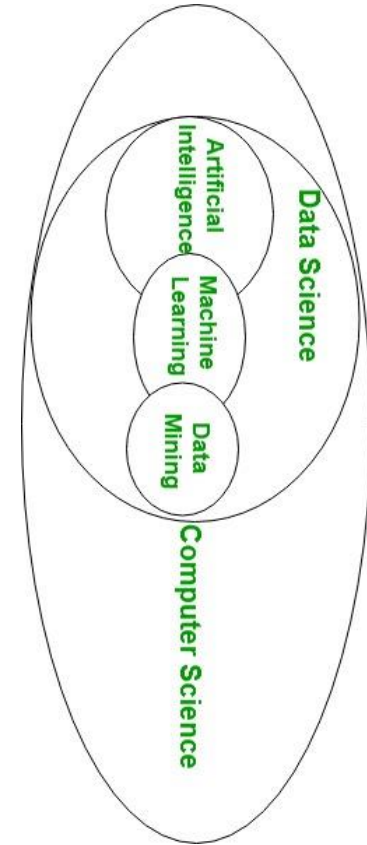 Data Science
Artificial
Intelligence
Machine
Learning
Data
Mining
Computer Science